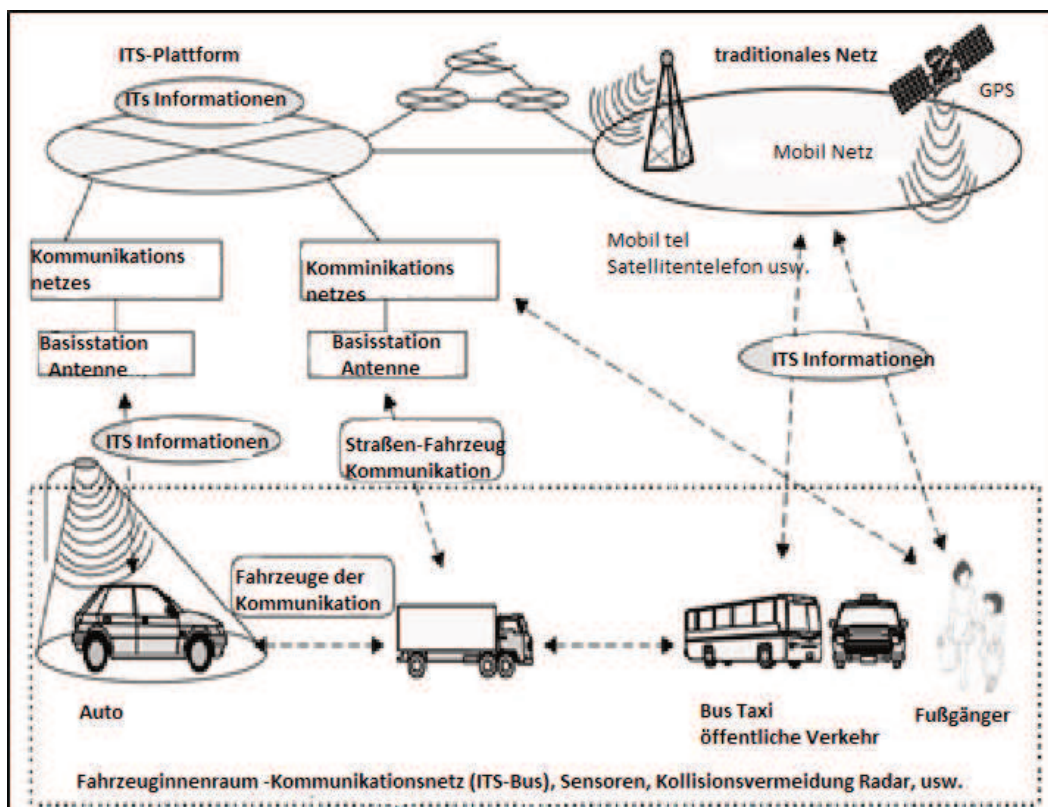 ITS-Plattform
traditionales Netz
ITs Informationen
GPS
Mobil Netz
Kommunikations
netzes
Komminikations
netzes
Mobil tel
Satellitentelefon usw.
Basisstation
Antenne
Basisstation
Antenne
ITS Informationen
ITS Informationen
Straßen-Fahrzeug
Kommunikation
Fahrzeuge der
Kommunikation
Auto
Bus Taxi
öffentliche Verkehr
Fußgänger
Fahrzeuginnenraum -Kommunikationsnetz (ITS-Bus), Sensoren, Kollisionsvermeidung Radar, usw.